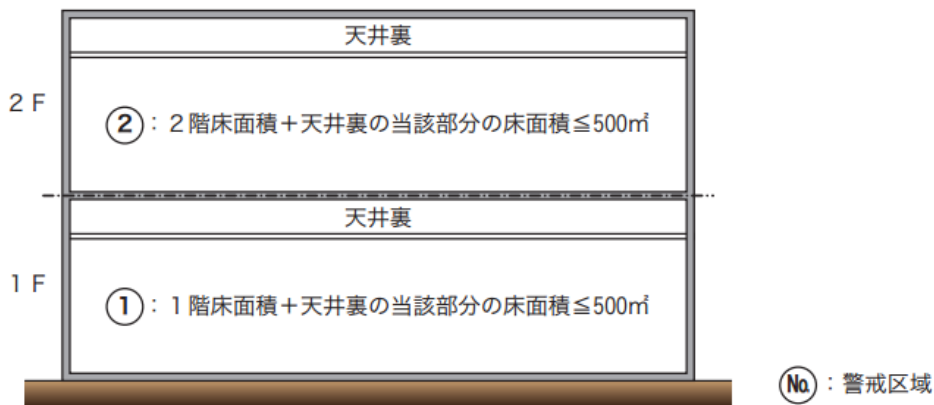 天井裏
2F
②：2階床面積＋天井裏の当該部分の床面積≦500㎡
天井裏
1F
①：1階床面積＋天井裏の当該部分の床面積≦500㎡
No.：警戒区域